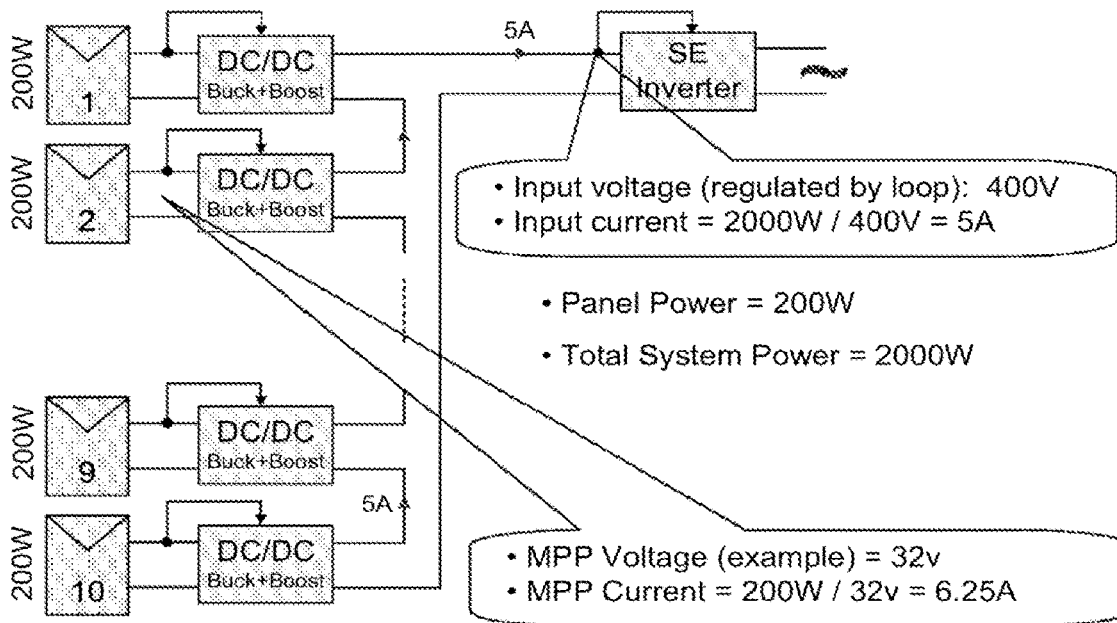 200W
1
DC/DC
Buck+Boost
5A
SE
Inverter
200W
2
DC/DC
Buck+Boost
• Input voltage (regulated by loop): 400V
• Input current = 2000W / 400V = 5A
• Panel Power = 200W
• Total System Power = 2000W
200W
9
DC/DC
Buck+Boost
5A
200W
10
DC/DC
Buck+Boost
• MPP Voltage (example) = 32v
• MPP Current = 200W / 32v = 6.25A